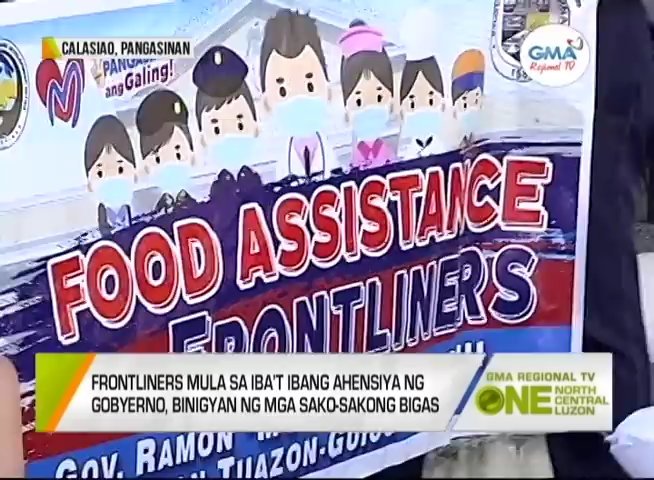 CALASIAO, PANGASINAN
GMA
Regional TV
ang Galing!
FOOD ASSISTANCE
FRONTLINERS
FRONTLINERS MULA SA IBA'T IBANG AHENSIYA NG
GOBYERNO, BINIGYAN NG MGA SAKO-SAKONG BIGAS
GMA REGIONAL TV
ONE NORTH
CENTRAL
LUZON
GOV. RAMON
TUAZON-GUICO